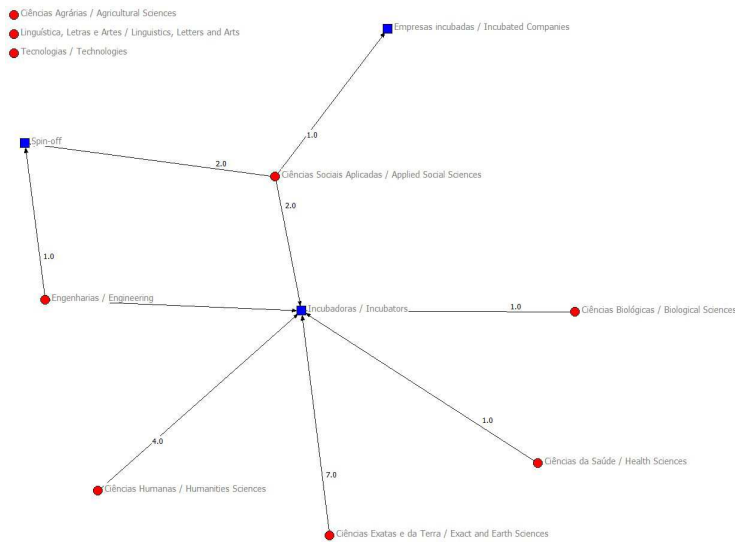 Ciências Agrárias / Agricultural Sciences
Linguística, Letras e Artes / Linguistics, Letters and Arts
Tecnologias / Technologies
Empresas incubadas / Incubated Companies
1.0
Spin-off
2.0
Ciências Sociais Aplicadas / Applied Social Sciences
2.0
1.0
Engenharias / Engineering
Incubadoras / Incubators
1.0
Ciências Biológicas / Biological Sciences
1.0
4.0
Ciências da Saúde / Health Sciences
7.0
Ciências Humanas / Humanities Sciences
Ciências Exatas e da Terra / Exact and Earth Sciences